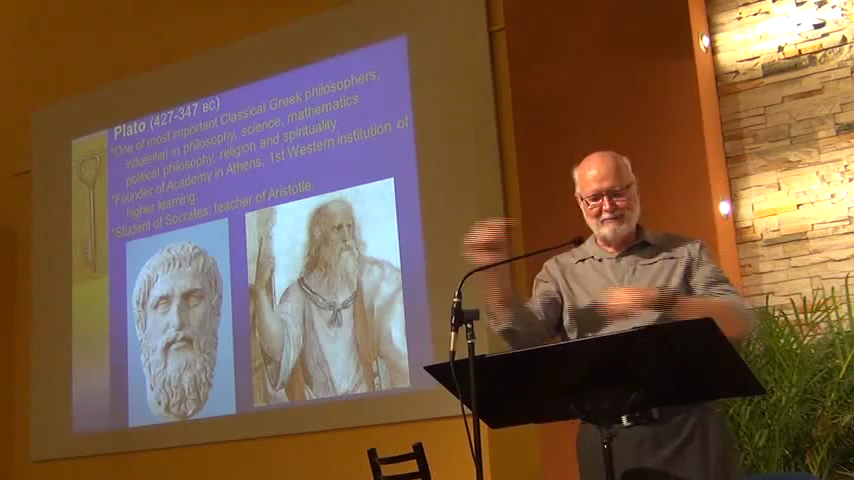 Plato (427-347 BC)
*One of most important Classical Greek philosophers,
influential in philosophy, science, mathematics
political philosophy, religion and spirituality
*Founder of Academy in Athens, 1st Western institution of
higher learning.
*Student of Socrates; teacher of Aristotle.